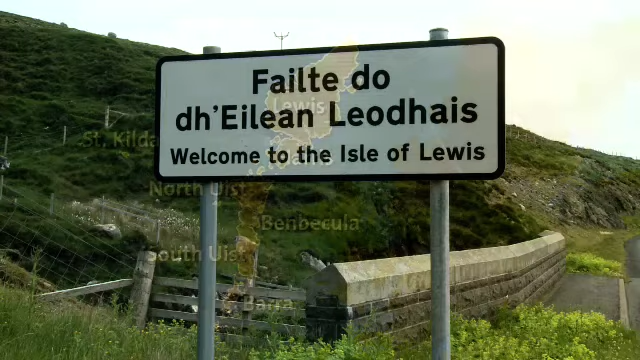 Failte do
dh'Eilean Leodhais
Welcome to the Isle of Lewis
Lewis
St. Kilda
North Uist
Benbecula
South Uist
Barra